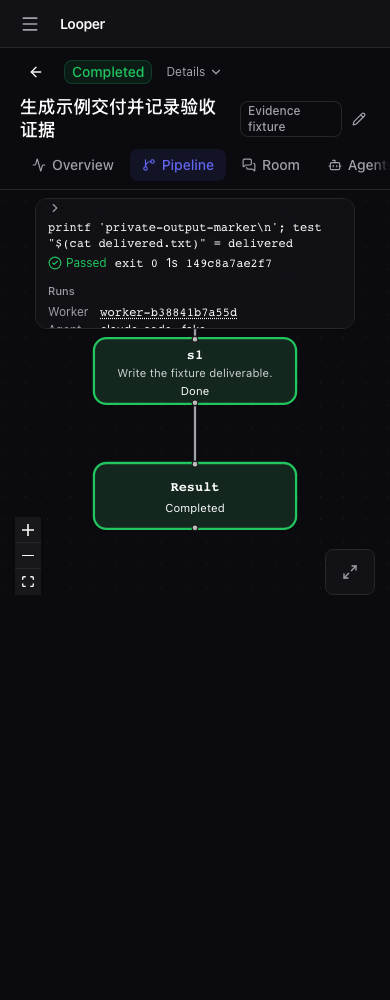 Looper
Completed
Details
生成示例交付并记录验收
证据
Evidence
fixture
Overview
Pipeline
Room
Agent
printf 'private-output-marker\n'; test
"$(cat delivered.txt)" = delivered
Passed exit 0 1s 149c8a7ae2f7
Runs
Worker worker-b38841b7a55d
s1
Write the fixture deliverable.
Done
Result
Completed